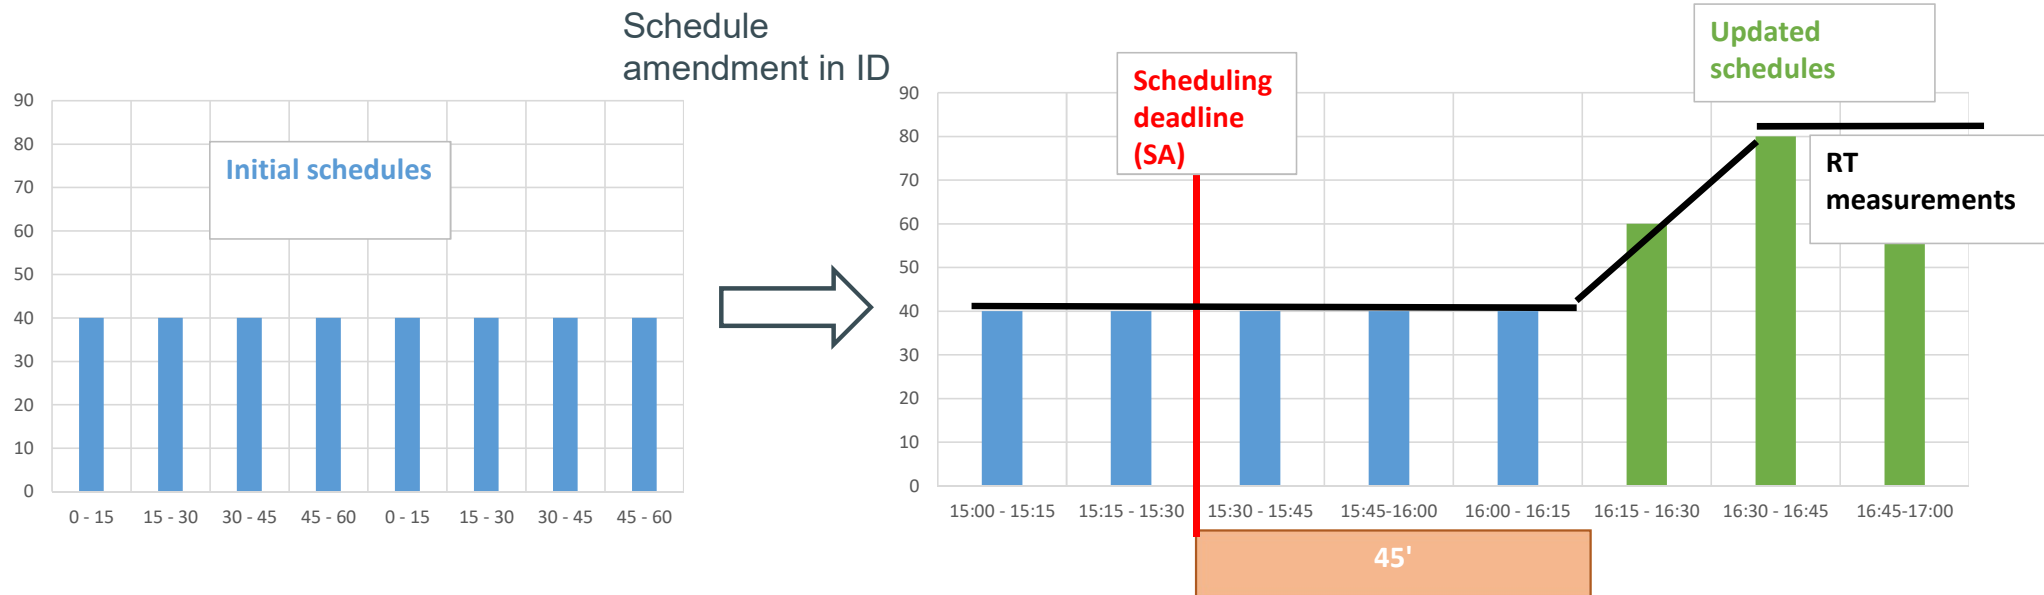 Schedule
amendment in ID
90
80
70
60
50
40
30
20
10
0
Initial schedules
0 - 15
15 - 30
30 - 45
45 - 60
0 - 15
15 - 30
30 - 45
45 - 60
90
80
70
60
50
40
30
20
10
0
Scheduling
deadline
(SA)
Updated
schedules
RT
measurements
15:00 - 15:15
15:15 - 15:30
15:30 - 15:45
15:45-16:00
16:00 - 16:15
16:15 - 16:30
16:30 - 16:45
16:45-17:00
45'